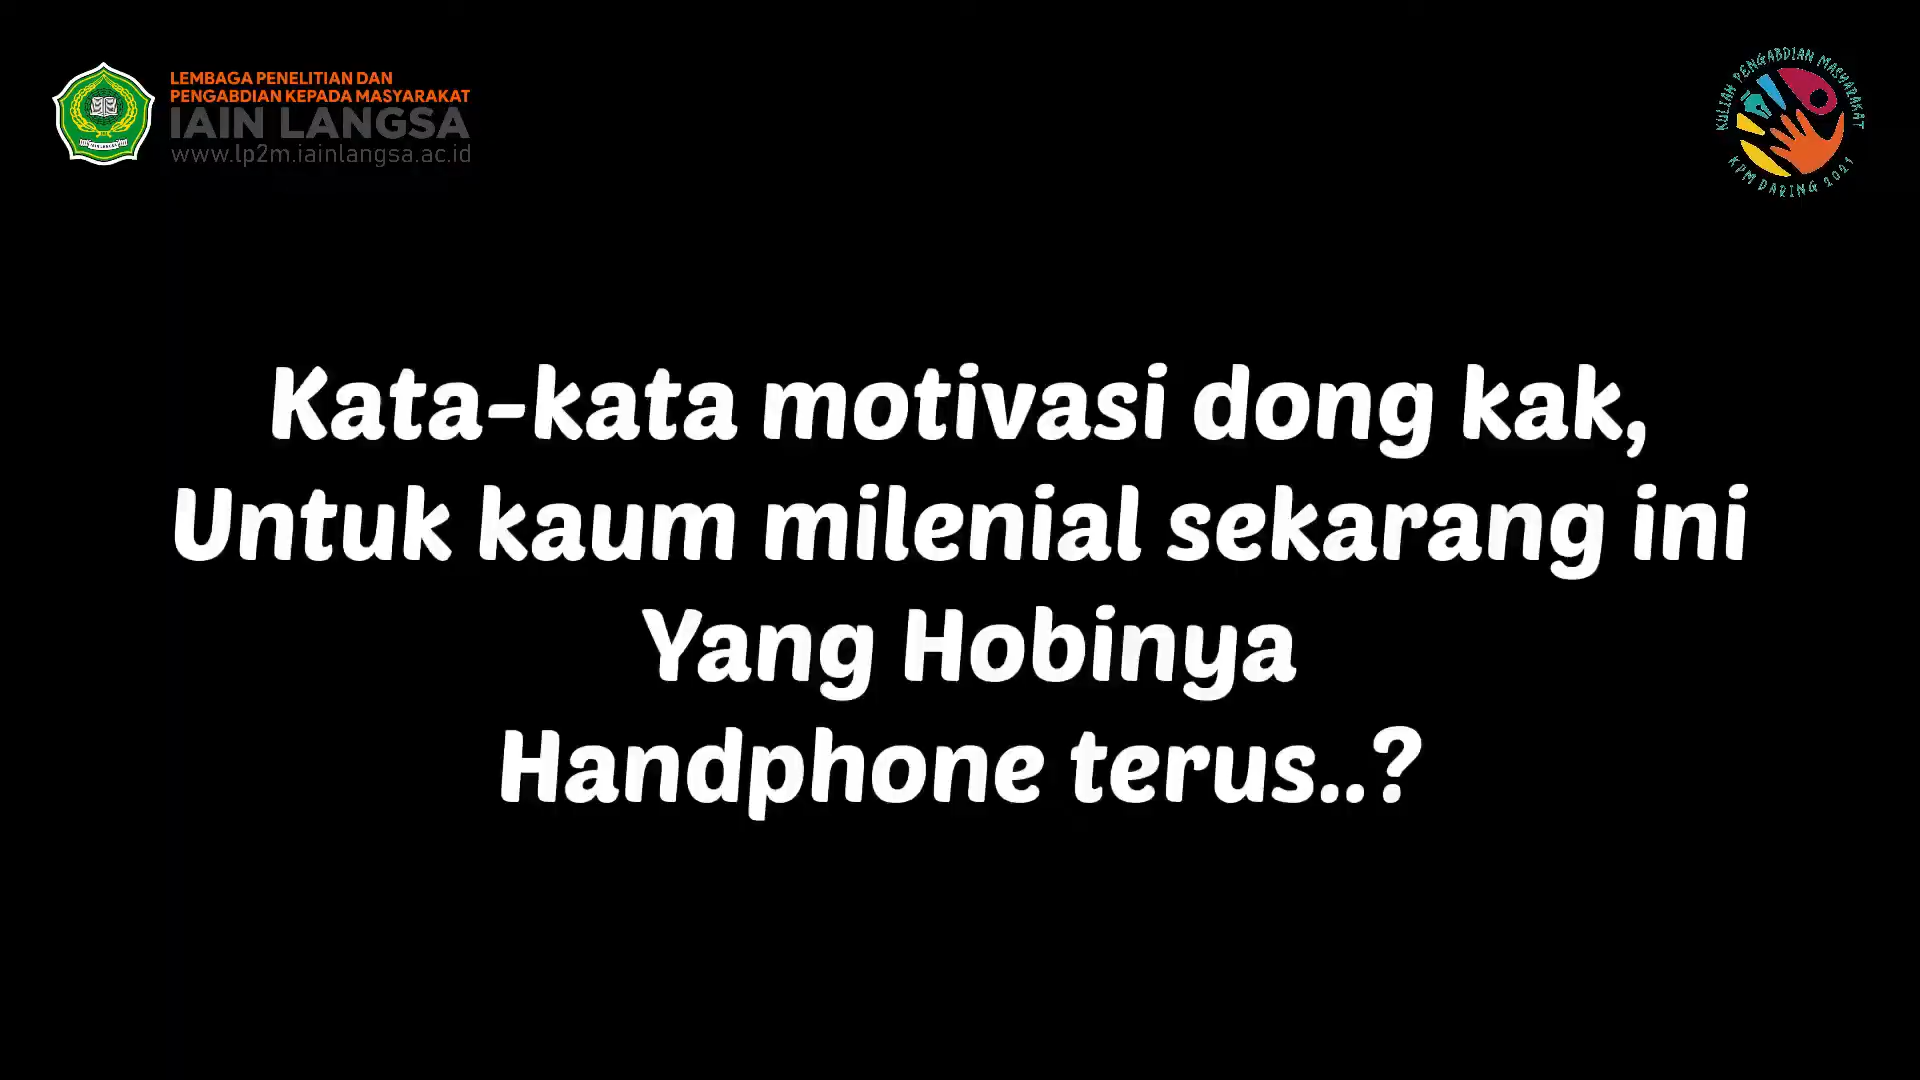 LEMBAGA PENELITIAN DAN
PENGABDIAN KEPADA MASYARAKAT
IAIN LANGSA
www.lp2m.iainlangsa.ac.id
KULIAH PENGABDIAN MASYARAKAT
KPM DARING 2021
Kata-kata motivasi dong kak,
Untuk kaum milenial sekarang ini
Yang Hobinya
Handphone terus..?